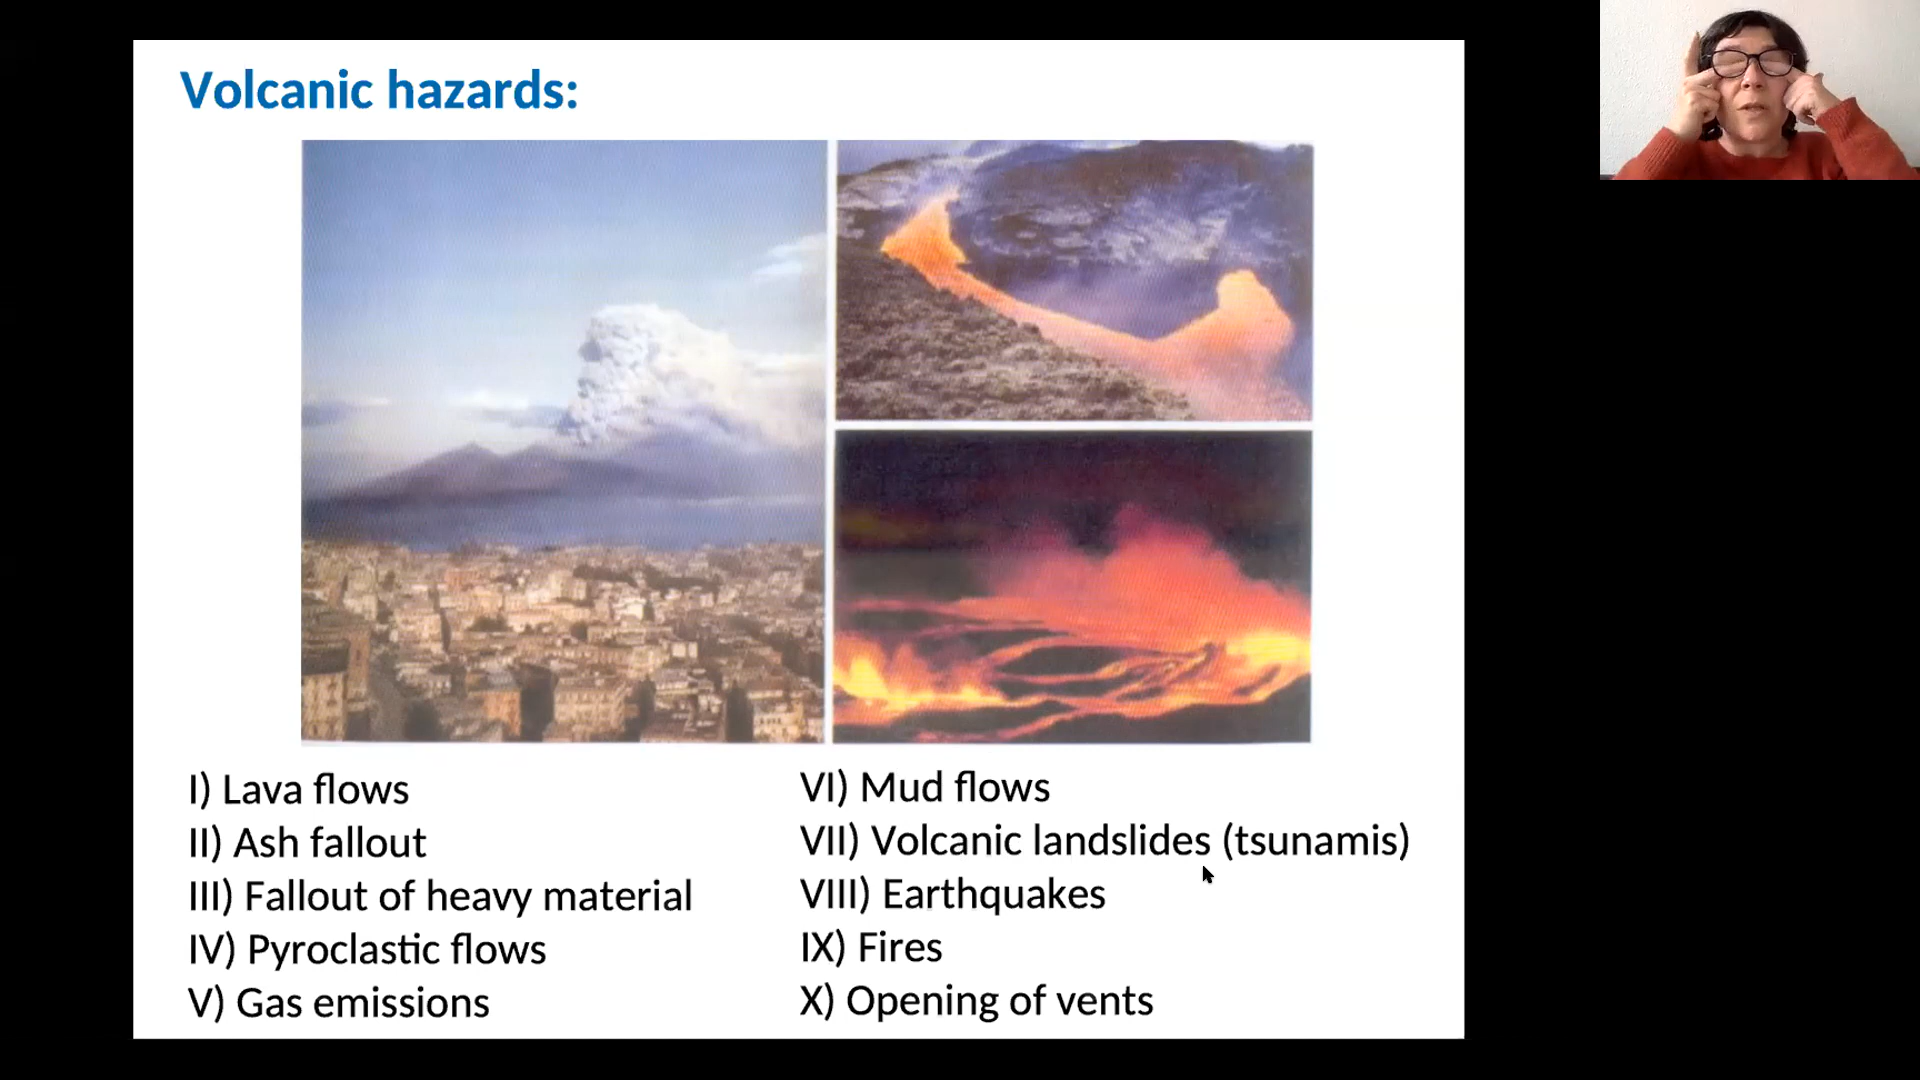 Volcanic hazards:
I) Lava flows
II) Ash fallout
III) Fallout of heavy material
IV) Pyroclastic flows
V) Gas emissions
VI) Mud flows
VII) Volcanic landslides (tsunamis)
VIII) Earthquakes
IX) Fires
X) Opening of vents